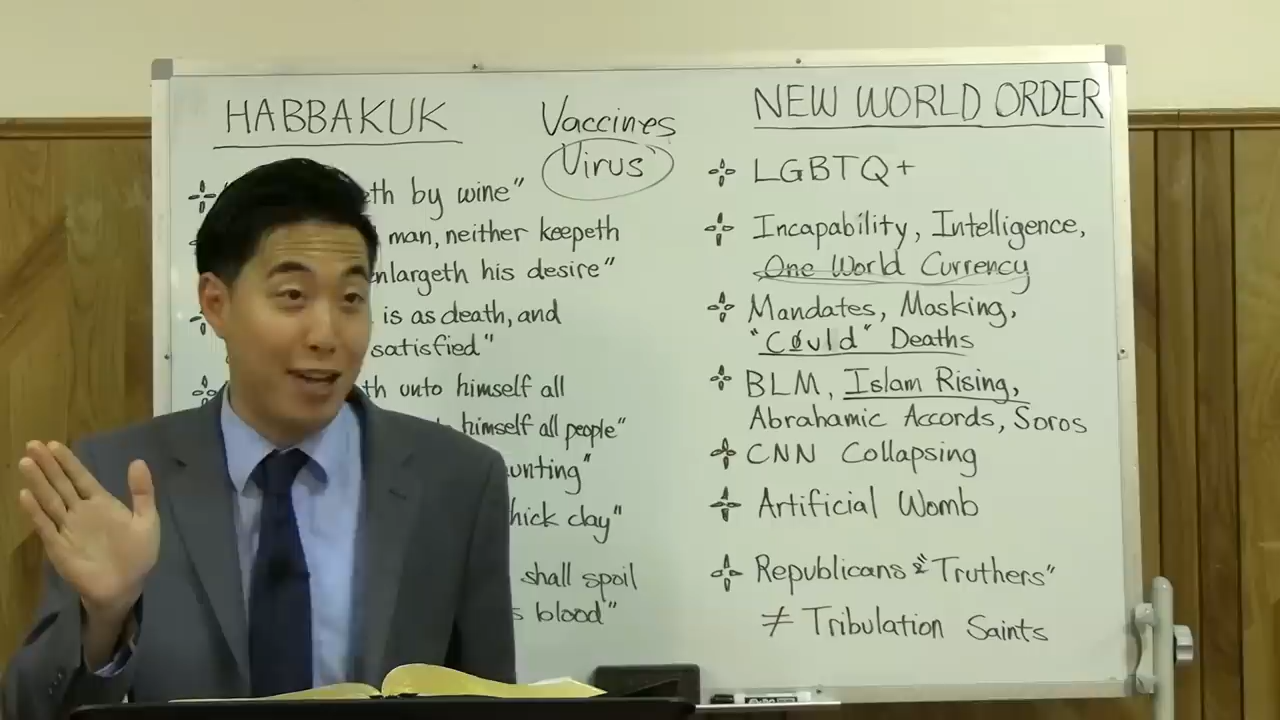 HABBAKUK
eth by wine"
man, neither keepeth
nlargeth his desire"
is as death, and
satisfied"
th unto himself all
himself all people"
unting"
hick clay"
shall spoil
s blood"
Vaccines
Virus
NEW WORLD ORDER
LGBTQ+
Incapability, Intelligence,
One World Currency
Mandates, Masking,
"Could" Deaths
BLM, Islam Rising,
Abrahamic Accords, Soros
CNN Collapsing
Artificial Womb
Republicans & "Truthers"
≠ Tribulation Saints